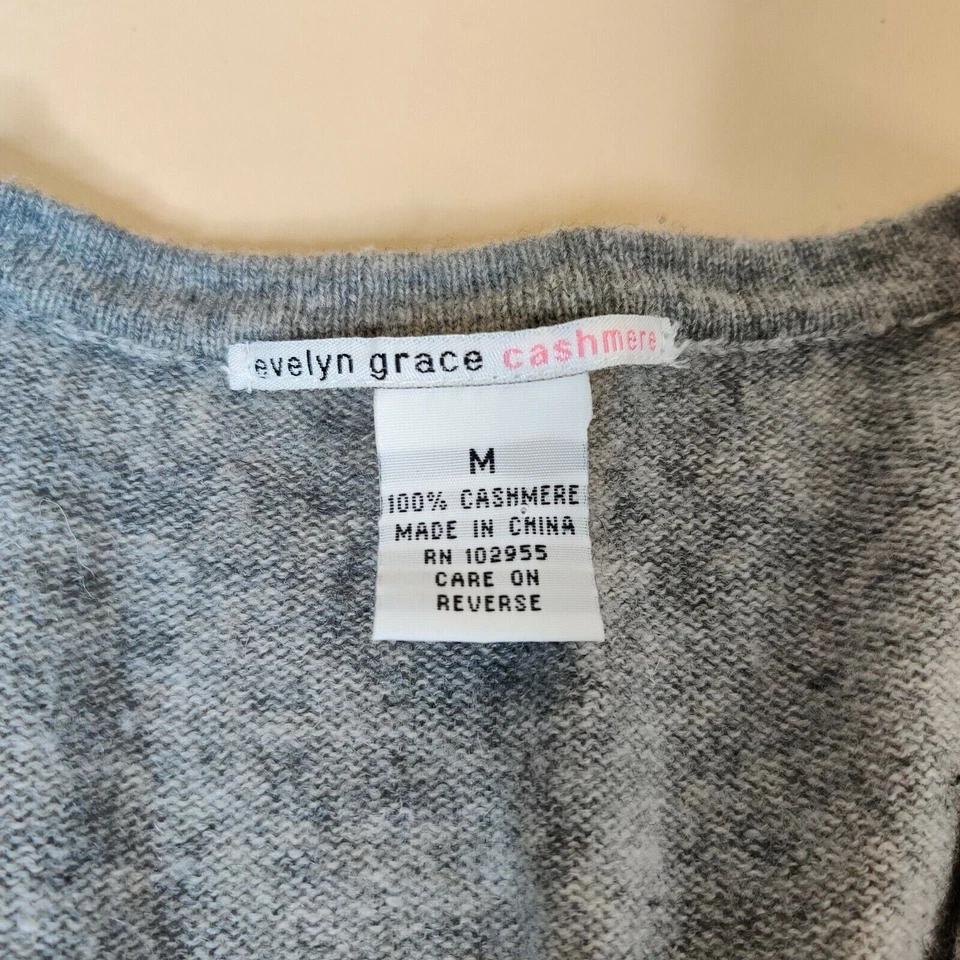 evelyn grace cashmere
M
100% CASHMERE
MADE IN CHINA
RN 102955
CARE ON
REVERSE